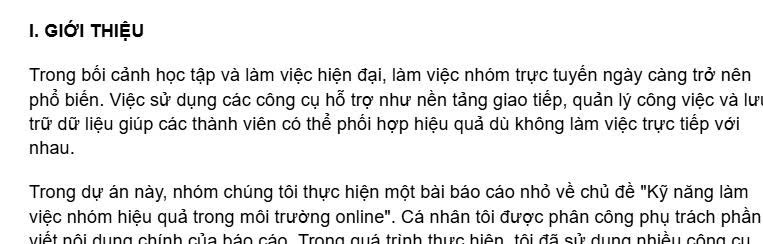 I. GIỚI THIỆU
Trong bối cảnh học tập và làm việc hiện đại, làm việc nhóm trực tuyến ngày càng trở nên
phổ biến. Việc sử dụng các công cụ hỗ trợ như nền tảng giao tiếp, quản lý công việc và lưu
trữ dữ liệu giúp các thành viên có thể phối hợp hiệu quả dù không làm việc trực tiếp với
nhau.
Trong dự án này, nhóm chúng tôi thực hiện một bài báo cáo nhỏ về chủ đề "Kỹ năng làm
việc nhóm hiệu quả trong môi trường online". Cá nhân tôi được phân công phụ trách phần
viết nội dung chính của báo cáo. Trong quá trình thực hiện, tôi đã sử dụng nhiều công cụ